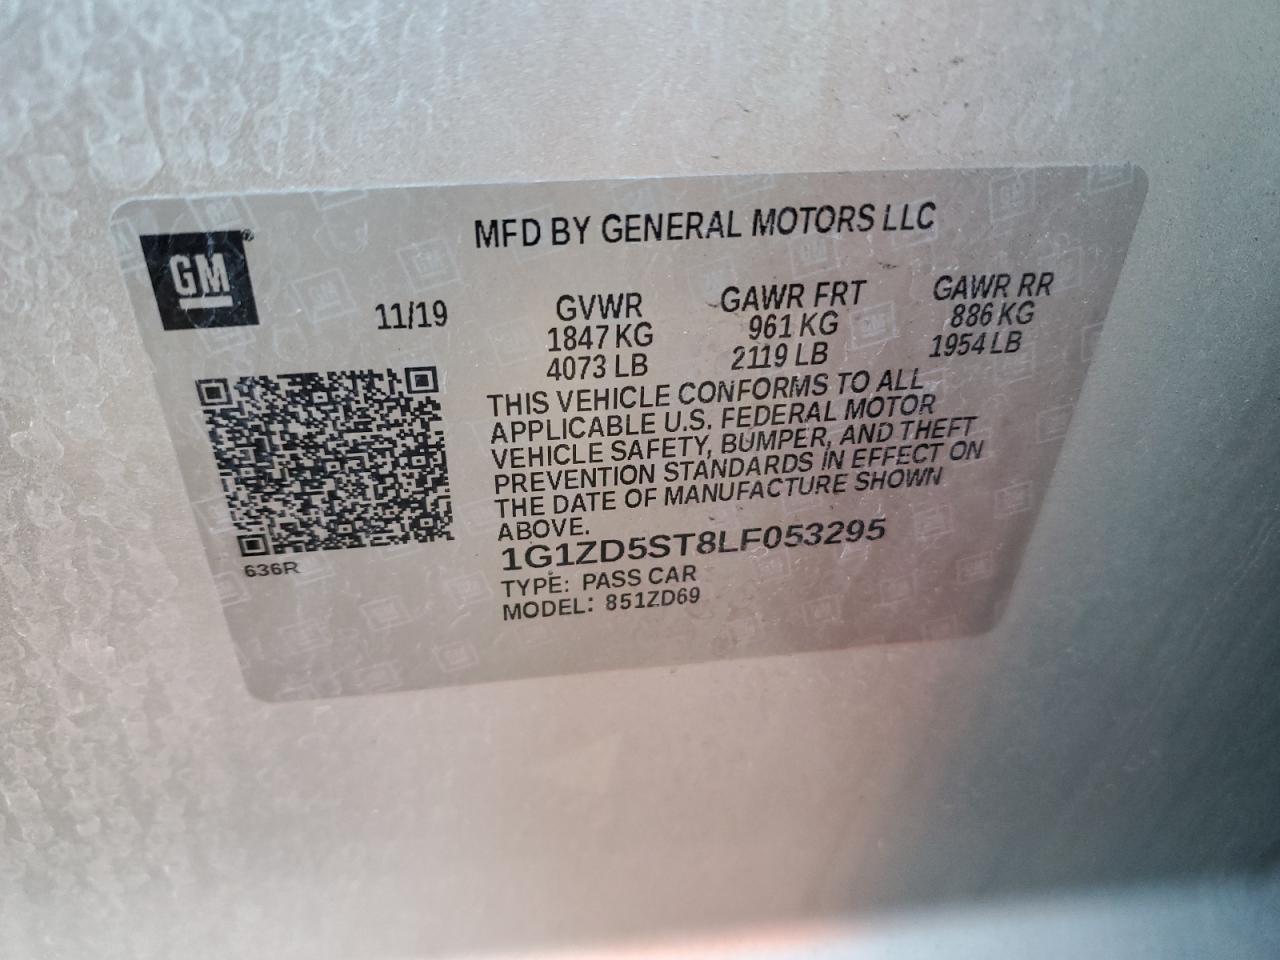 MFD BY GENERAL MOTORS LLC
GM®
11/19
GVWR GAWR FRT GAWR RR
1847 KG 961 KG 886 KG
4073 LB 2119 LB 1954 LB
THIS VEHICLE CONFORMS TO ALL
APPLICABLE U.S. FEDERAL MOTOR
VEHICLE SAFETY, BUMPER, AND THEFT
PREVENTION STANDARDS IN EFFECT ON
THE DATE OF MANUFACTURE SHOWN
ABOVE.
1G1ZD5ST8LF053295
636R
TYPE: PASS CAR
MODEL: 851ZD69